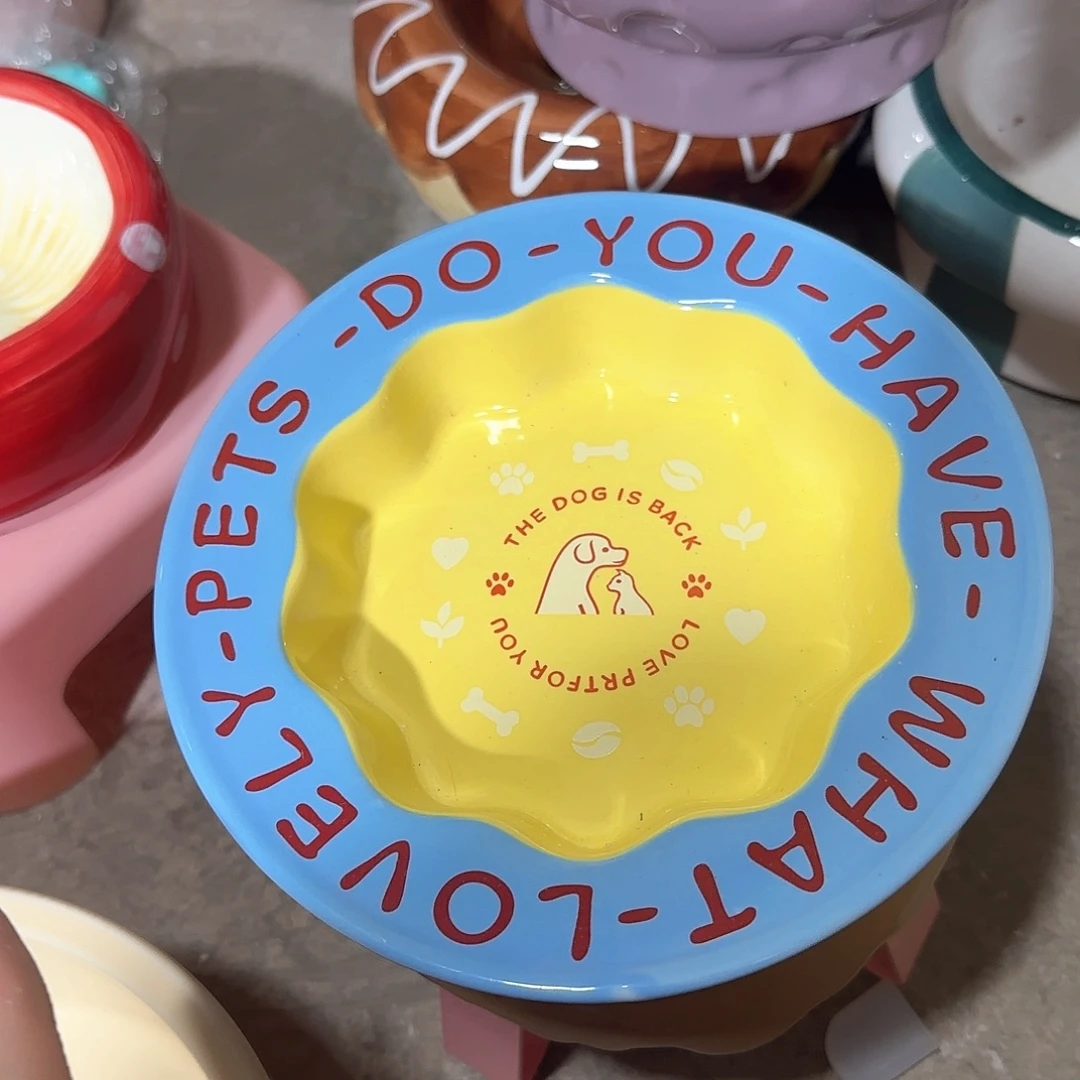 -DO-YOU-HAVE-WHAT-LOVELY-PETS
THE DOG IS BACK
LOVE PRTFOR YOU